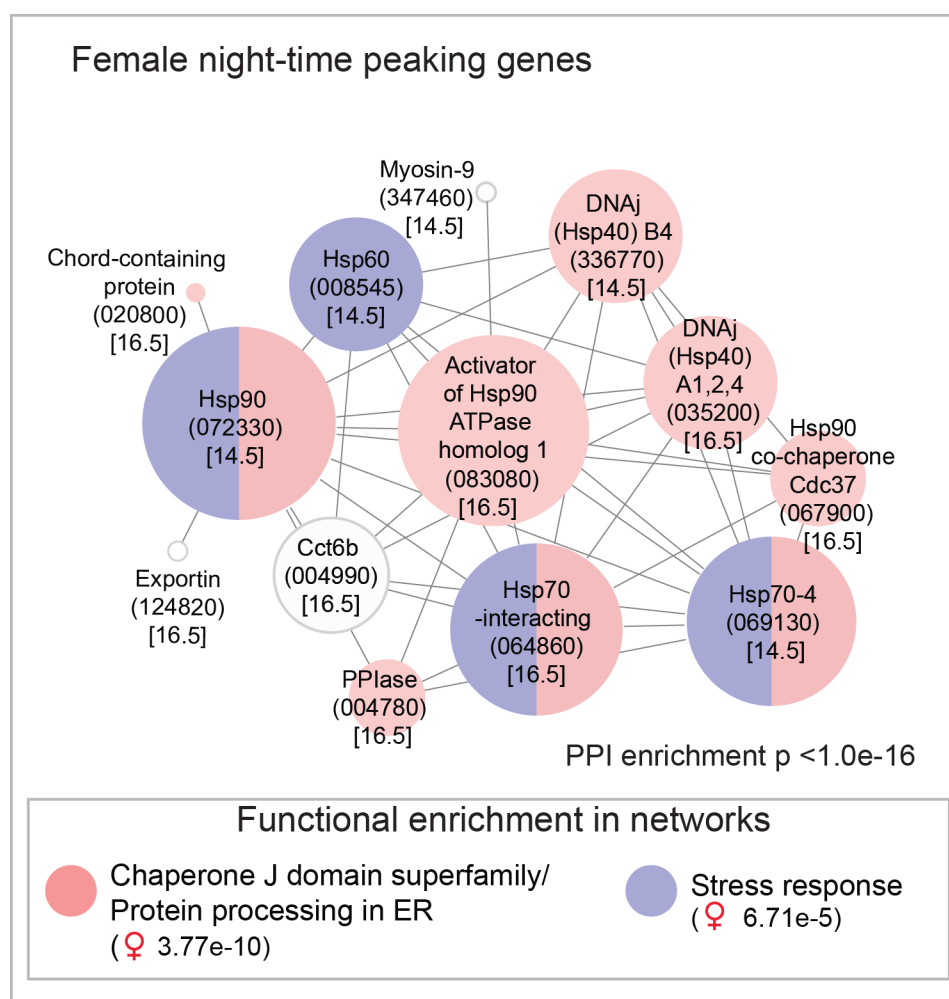 Female night-time peaking genes
Myosin-9
(347460)
[14.5]
DNAj
(Hsp40) B4
(336770)
[14.5]
Chord-containing
protein
(020800)
[16.5]
Hsp60
(008545)
[14.5]
DNAj
(Hsp40)
A1,2,4
(035200)
[16.5]
Activator
of Hsp90
ATPase
homolog 1
(083080)
[16.5]
Hsp90
(072330)
[14.5]
Hsp90
co-chaperone
Cdc37
(067900)
[16.5]
Cct6b
(004990)
[16.5]
Exportin
(124820)
[16.5]
Hsp70
-interacting
(064860)
[16.5]
Hsp70-4
(069130)
[14.5]
PPIase
(004780)
[16.5]
PPI enrichment p <1.0e-16
Functional enrichment in networks
Chaperone J domain superfamily/
Protein processing in ER
(♀ 3.77e-10)
Stress response
(♀ 6.71e-5)